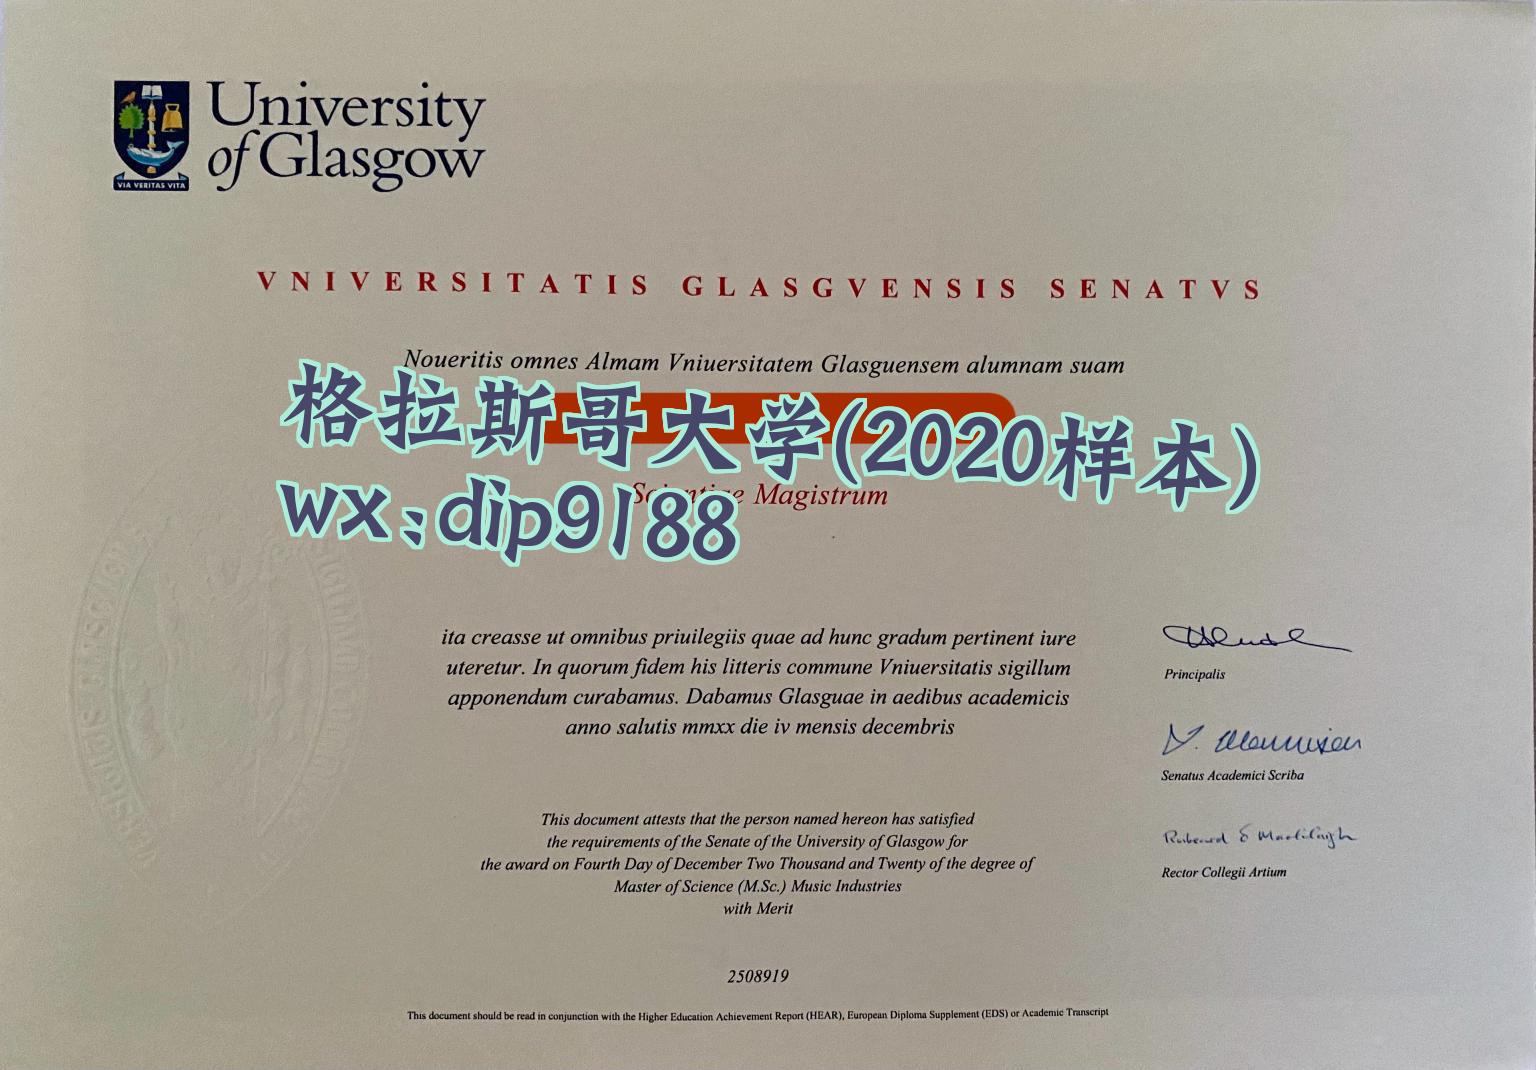 University
of Glasgow
VIA VERITAS VITA
VNIVERSITATIS GLASGVENSIS SENATVS
Noueritis omnes Almam Vniuersitatem Glasguensem alumnam suam
格拉斯哥大学(2020样本)
Magistrum
wx:dip9188
ita creasse ut omnibus priuilegiis quae ad hunc gradum pertinent iure
uteretur. In quorum fidem his litteris commune Vniuersitatis sigillum
apponendum curabamus. Dabamus Glasguae in aedibus academicis
anno salutis mmxx die iv mensis decembris
Principalis
Senatus Academici Scriba
Rector Collegii Artium
This document attests that the person named hereon has satisfied
the requirements of the Senate of the University of Glasgow for
the award on Fourth Day of December Two Thousand and Twenty of the degree of
Master of Science (M.Sc.) Music Industries
with Merit
2508919
This document should be read in conjunction with the Higher Education Achievement Report (HEAR), European Diploma Supplement (EDS) or Academic Transcript